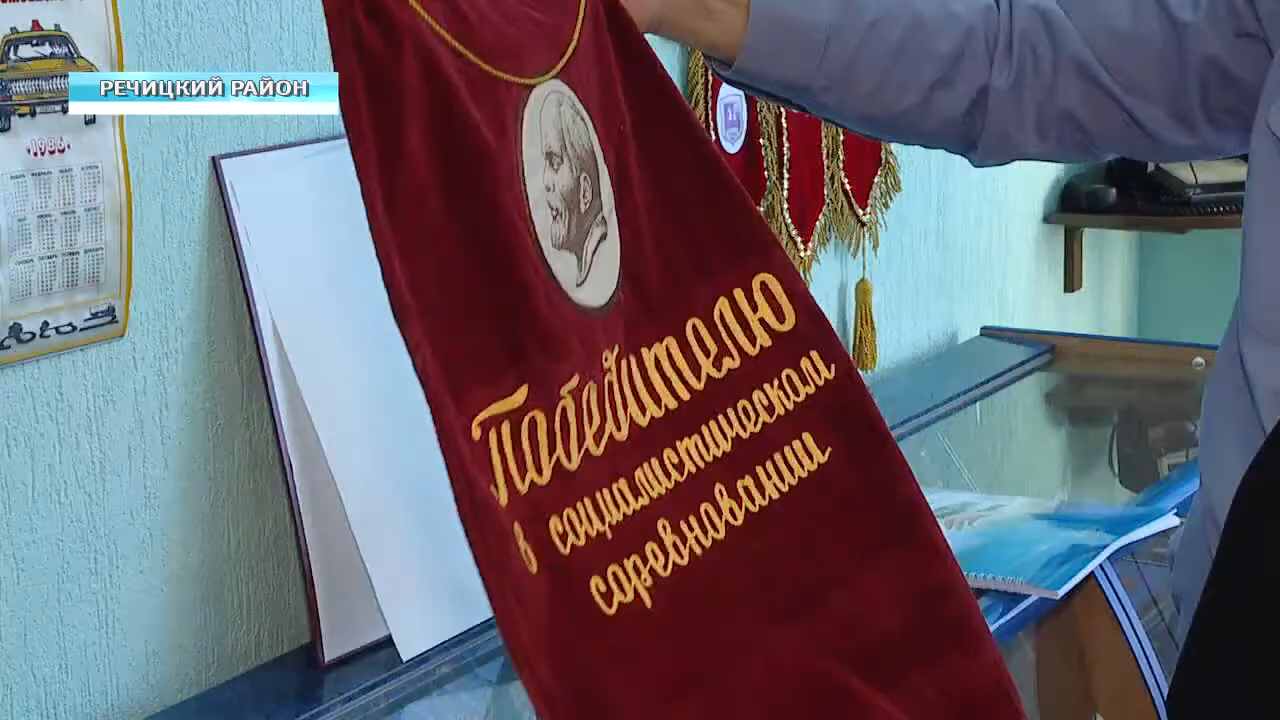 РЕЧИЦКИЙ РАЙОН
·1986·
Победителю
в социалистическом
соревновании